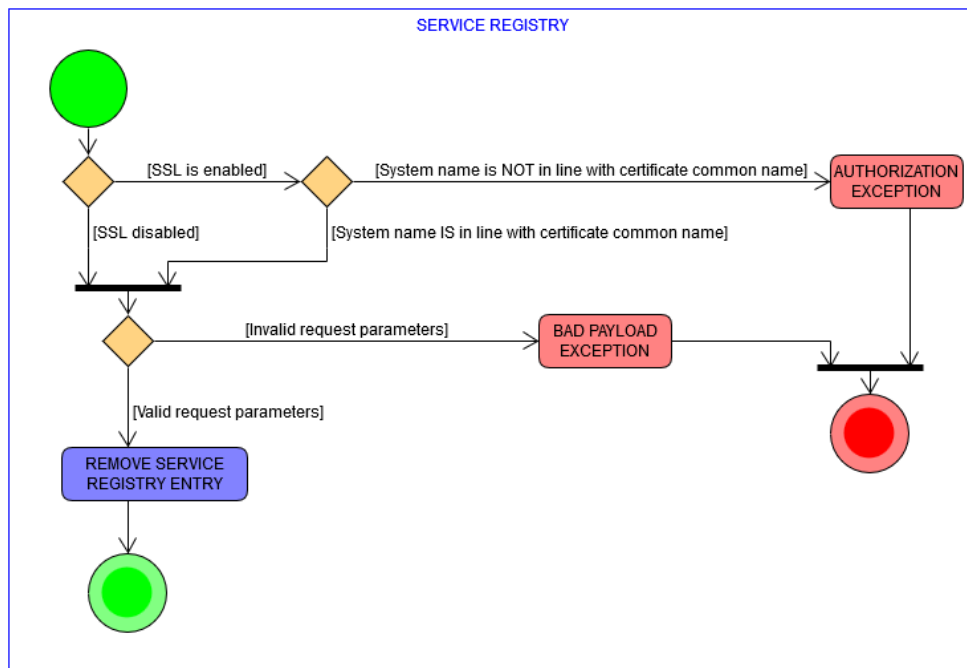 SERVICE REGISTRY
[SSL is enabled]
[System name is NOT in line with certificate common name]
AUTHORIZATION
EXCEPTION
[SSL disabled]
[System name IS in line with certificate common name]
[Invalid request parameters]
BAD PAYLOAD
EXCEPTION
[Valid request parameters]
REMOVE SERVICE
REGISTRY ENTRY